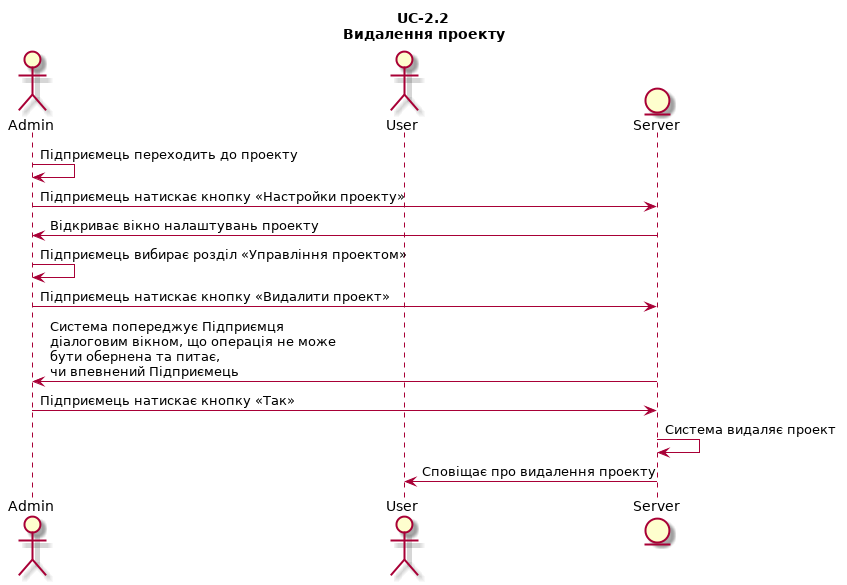 UC-2.2
Видалення проекту
Admin
User
Server
Підприємець переходить до проекту
Підприємець натискає кнопку «Настройки проекту»
Відкриває вікно налаштувань проекту
Підприємець вибирає розділ «Управління проектом»
Підприємець натискає кнопку «Видалити проект»
Система попереджує Підприємця
діалоговим вікном, що операція не може
бути обернена та питає,
чи впевнений Підприємець
Підприємець натискає кнопку «Так»
Система видаляє проект
Сповіщає про видалення проекту
Admin
User
Server